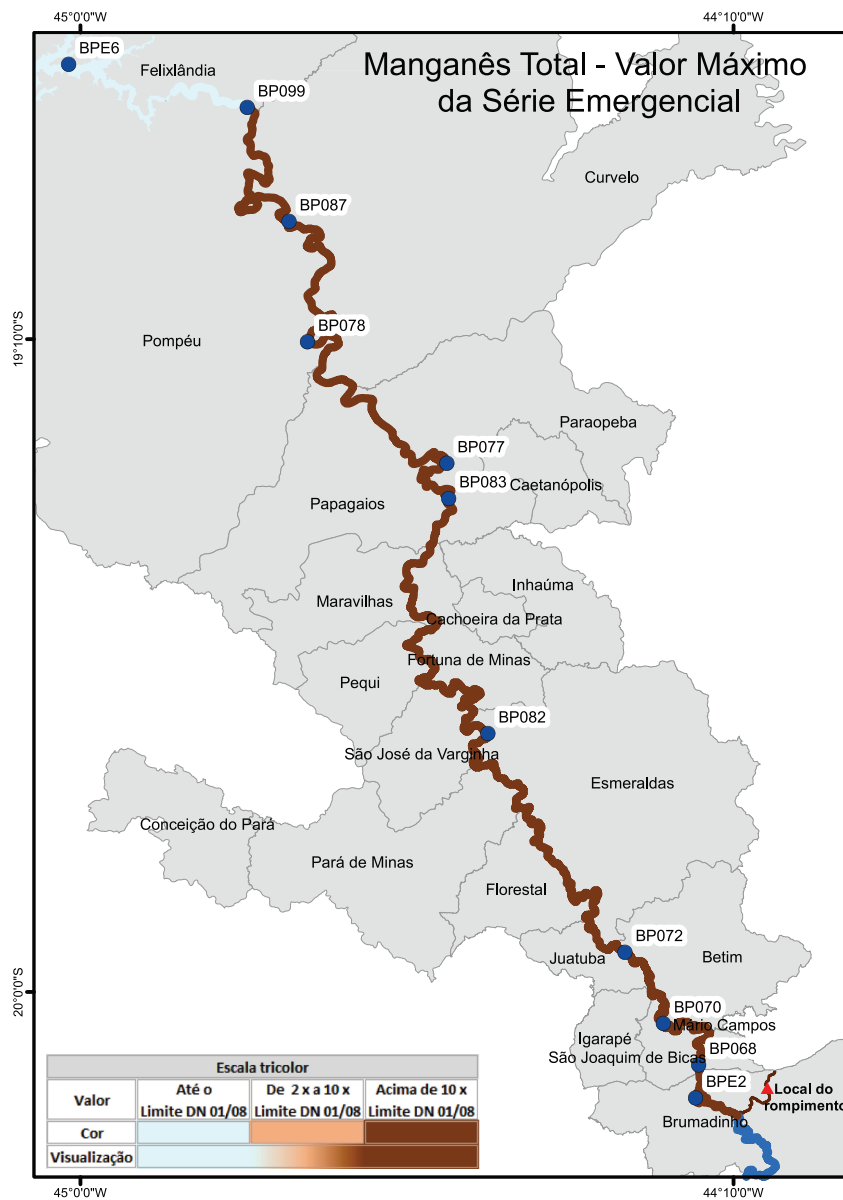 45°0'0"W
44°10'0"W
BPE6
Felixlândia
Manganês Total - Valor Máximo
da Série Emergencial
BP099
Curvelo
BP087
19°10'0"S
BP078
Pompéu
Paraopeba
BP077
BP083
Caetanópolis
Papagaios
Inhaúma
Maravilhas
Cachoeira da Prata
Fortuna de Minas
Pequi
BP082
São José da Varginha
Esmeraldas
Conceição do Pará
Pará de Minas
Florestal
BP072
Juatuba
Betim
20°0'0"S
BP070
Mário Campos
Igarapé
São Joaquim de Bicas
BP068
BPE2
Local do
rompimento
Brumadinho
Escala tricolor
Valor
Até o
Limite DN 01/08
De 2 x a 10 x
Limite DN 01/08
Acima de 10 x
Limite DN 01/08
Cor
Visualização
45°0'0"W
44°10'0"W